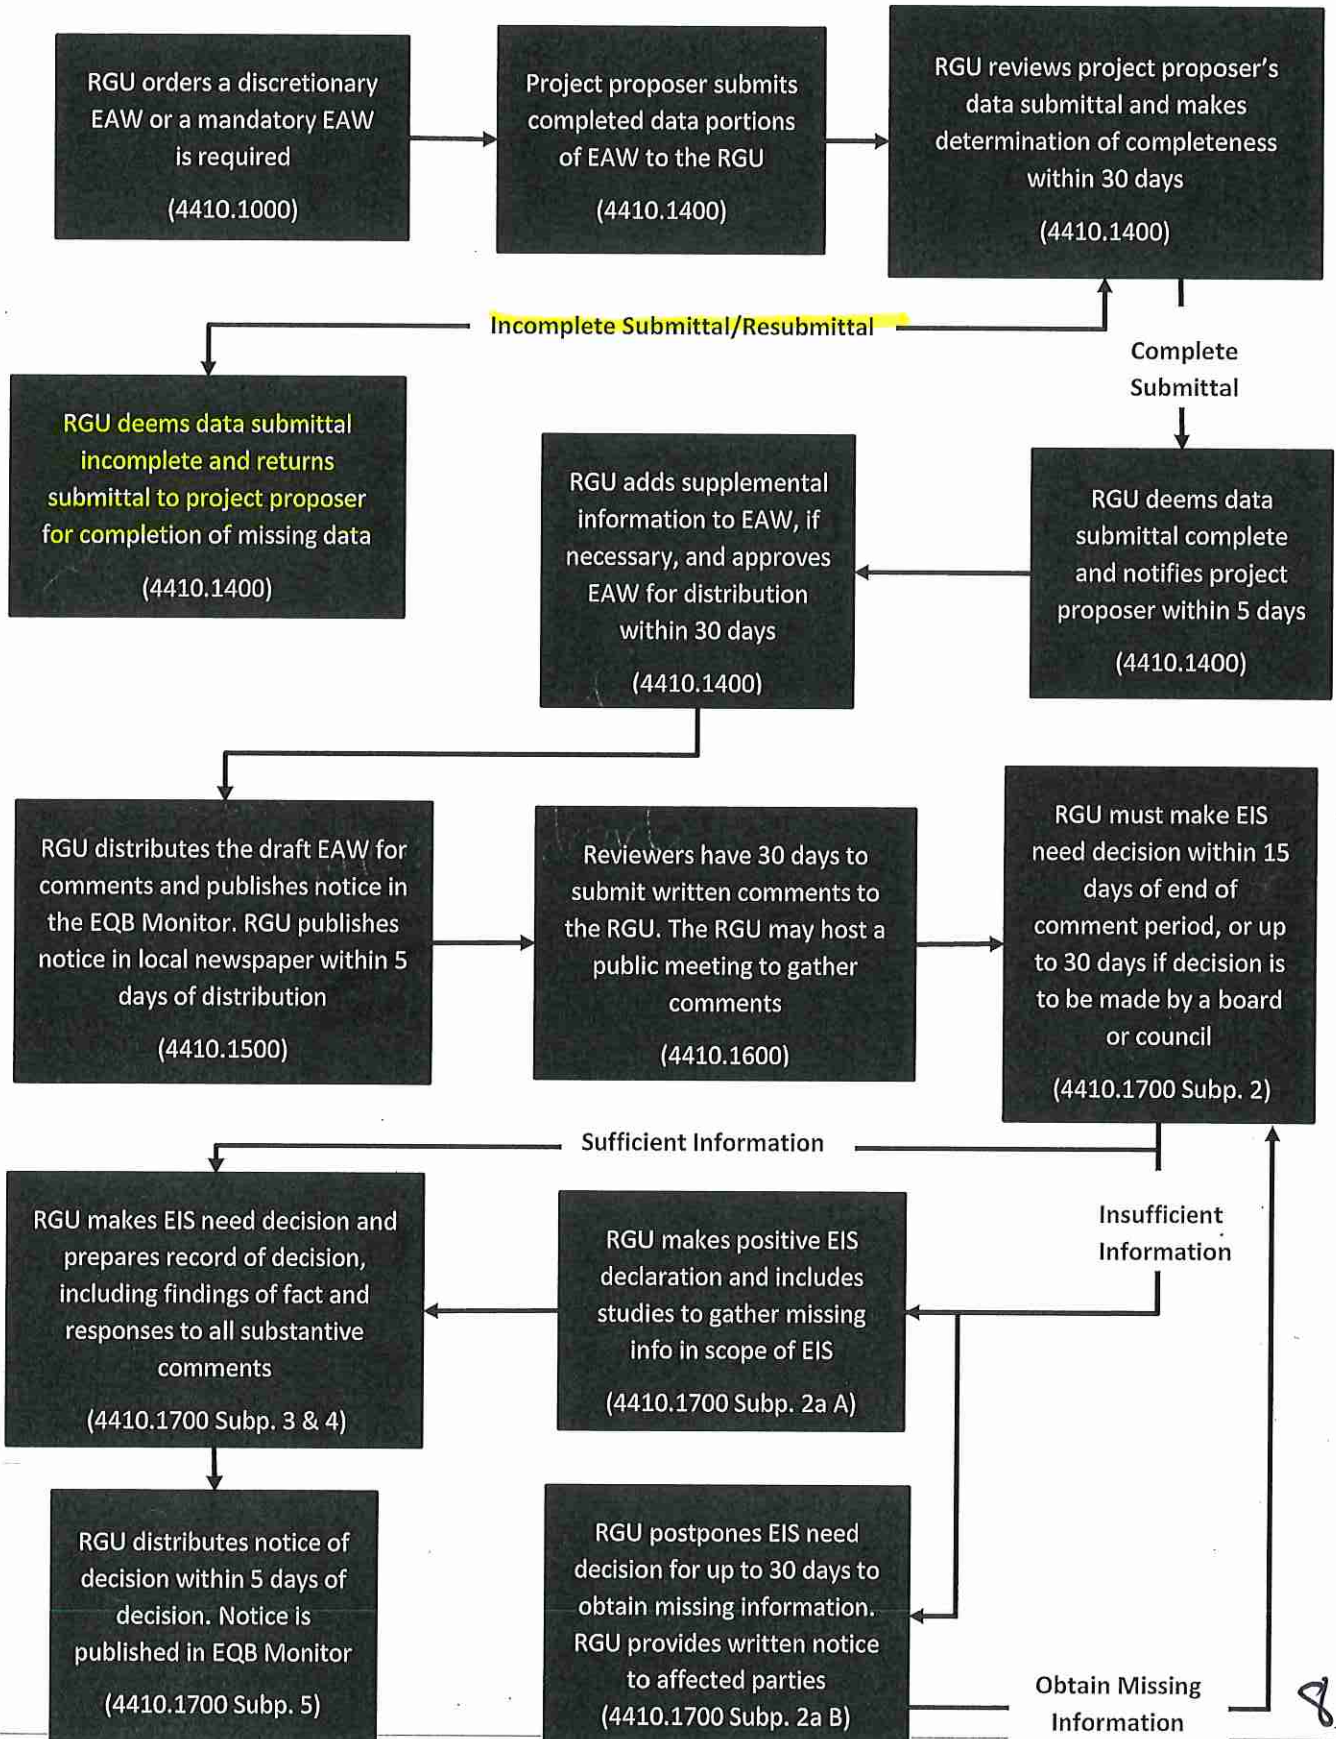 RGU orders a discretionary
EAW or a mandatory EAW
is required
(4410.1000)
Project proposer submits
completed data portions
of EAW to the RGU
(4410.1400)
RGU reviews project proposer's
data submittal and makes
determination of completeness
within 30 days
(4410.1400)
Incomplete Submittal/Resubmittal
Complete
Submittal
RGU deems data submittal
incomplete and returns
submittal to project proposer
for completion of missing data
(4410.1400)
RGU adds supplemental
information to EAW, if
necessary, and approves
EAW for distribution
within 30 days
(4410.1400)
RGU deems data
submittal complete
and notifies project
proposer within 5 days
(4410.1400)
RGU distributes the draft EAW for
comments and publishes notice in
the EQB Monitor. RGU publishes
notice in local newspaper within 5
days of distribution
(4410.1500)
Reviewers have 30 days to
submit written comments to
the RGU. The RGU may host a
public meeting to gather
comments
(4410.1600)
RGU must make EIS
need decision within 15
days of end of
comment period, or up
to 30 days if decision is
to be made by a board
or council
(4410.1700 Subp. 2)
Sufficient Information
Insufficient
Information
RGU makes EIS need decision and
prepares record of decision,
including findings of fact and
responses to all substantive
comments
(4410.1700 Subp. 3 & 4)
RGU makes positive EIS
declaration and includes
studies to gather missing
info in scope of EIS
(4410.1700 Subp. 2a A)
RGU distributes notice of
decision within 5 days of
decision. Notice is
published in EQB Monitor
(4410.1700 Subp. 5)
RGU postpones EIS need
decision for up to 30 days to
obtain missing information.
RGU provides written notice
to affected parties
(4410.1700 Subp. 2a B)
Obtain Missing
Information
8